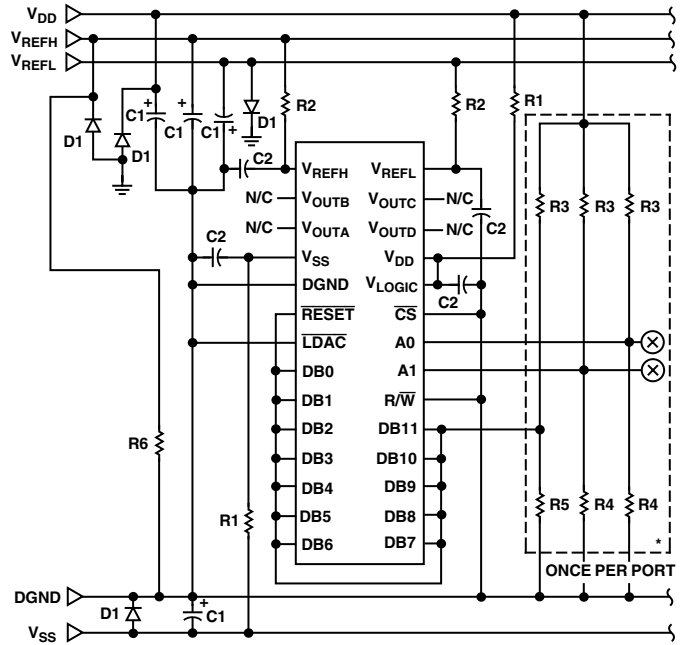 VDD
VREFH
VREFL
D1
D1
+
C1
+
C1
C1
+
D1
R2
R2
R1
C2
VREFH
VREFL
N/C
VOUTB
VOUTC
N/C
N/C
VOUTA
VOUTD
N/C
C2
C2
VSS
VDD
DGND
VLOGIC
C2
RESET
CS
LDAC
A0
DB0
A1
DB1
R/W
DB2
DB11
DB3
DB10
DB4
DB9
DB5
DB8
DB6
DB7
R3
R3
R3
R6
R1
R5
R4
R4
*
ONCE PER PORT
DGND
D1
+
C1
VSS